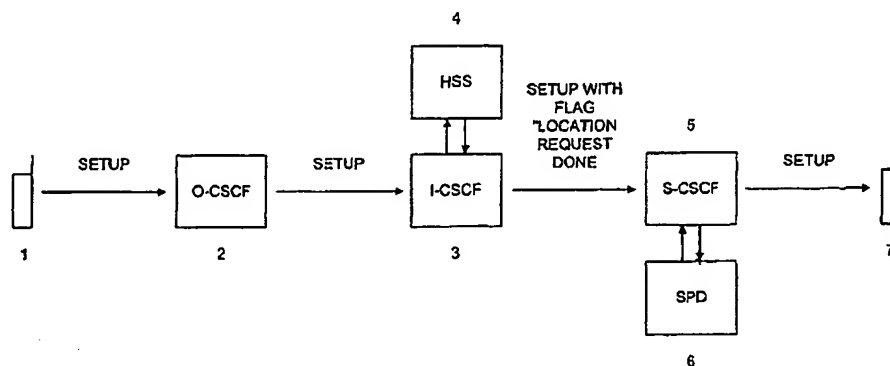 4
HSS
SETUP WITH
FLAG
"LOCATION
REQUEST
DONE
5
SETUP
O-CSCF
SETUP
I-CSCF
S-CSCF
SETUP
1
2
3
7
SPD
6